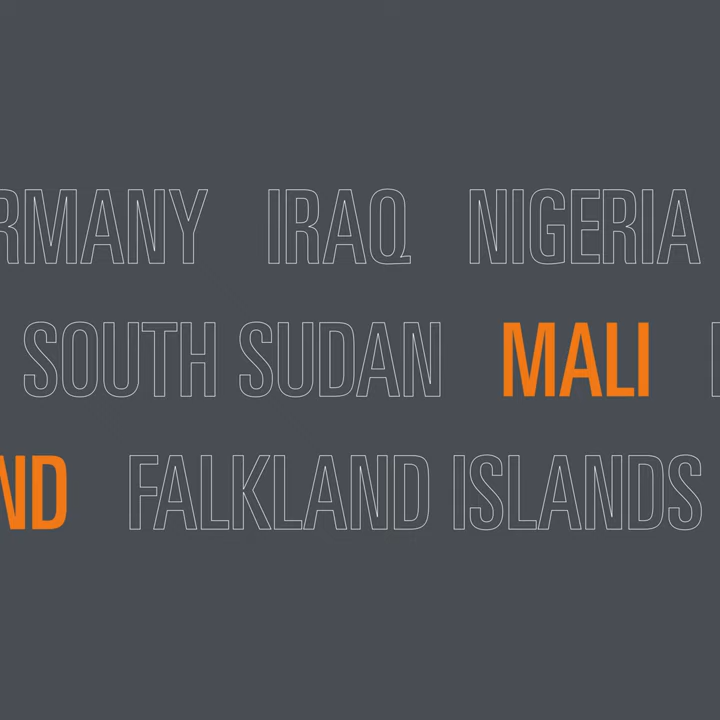 RMANY IRAQ NIGERIA
SOUTH SUDAN MALI
ND FALKLAND ISLANDS